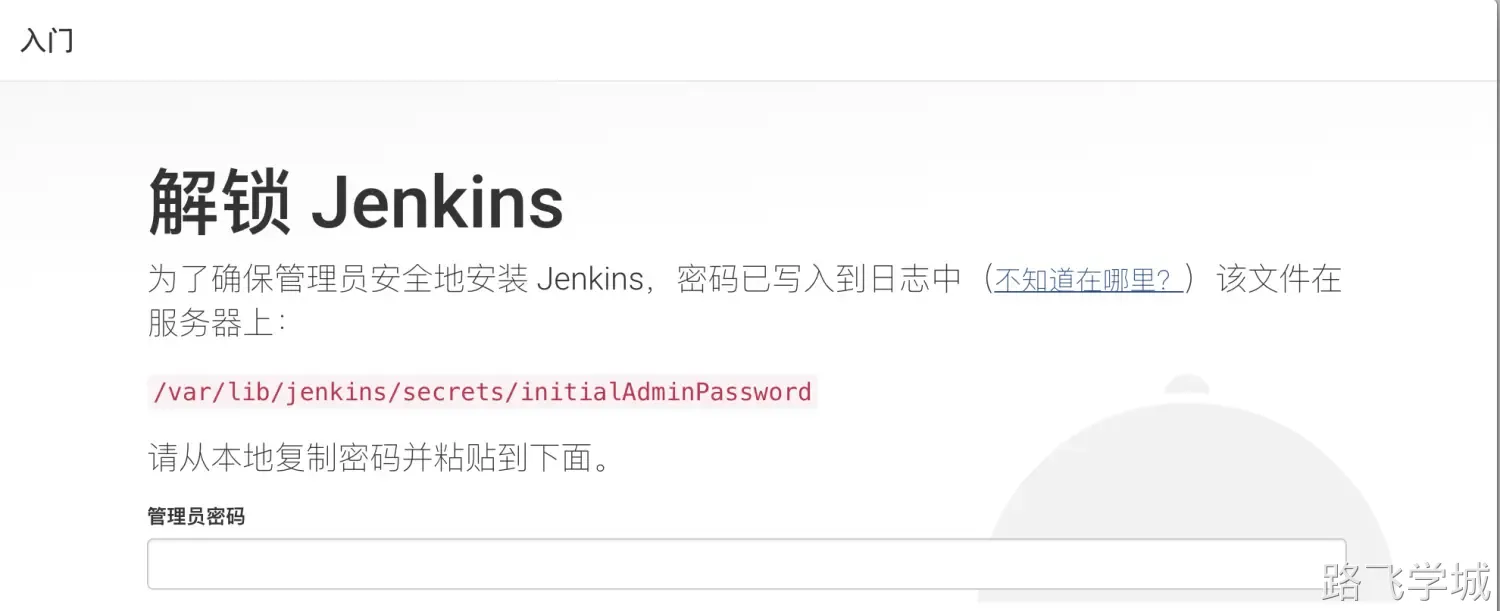 入门
解锁 Jenkins
为了确保管理员安全地安装 Jenkins，密码已写入到日志中（不知道在哪里？）该文件在
服务器上：
/var/lib/jenkins/secrets/initialAdminPassword
请从本地复制密码并粘贴到下面。
管理员密码
路飞学城